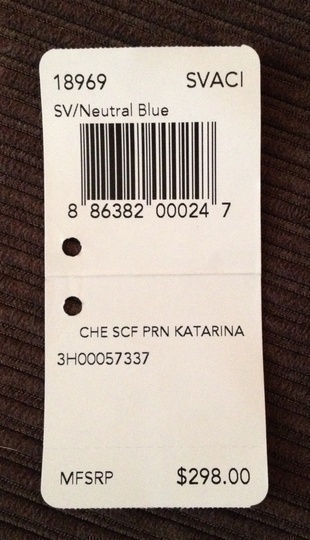 18969 SVACI
SV/Neutral Blue
8 86382 00024 7
CHE SCF PRN KATARINA
3H00057337
MFSRP $298.00